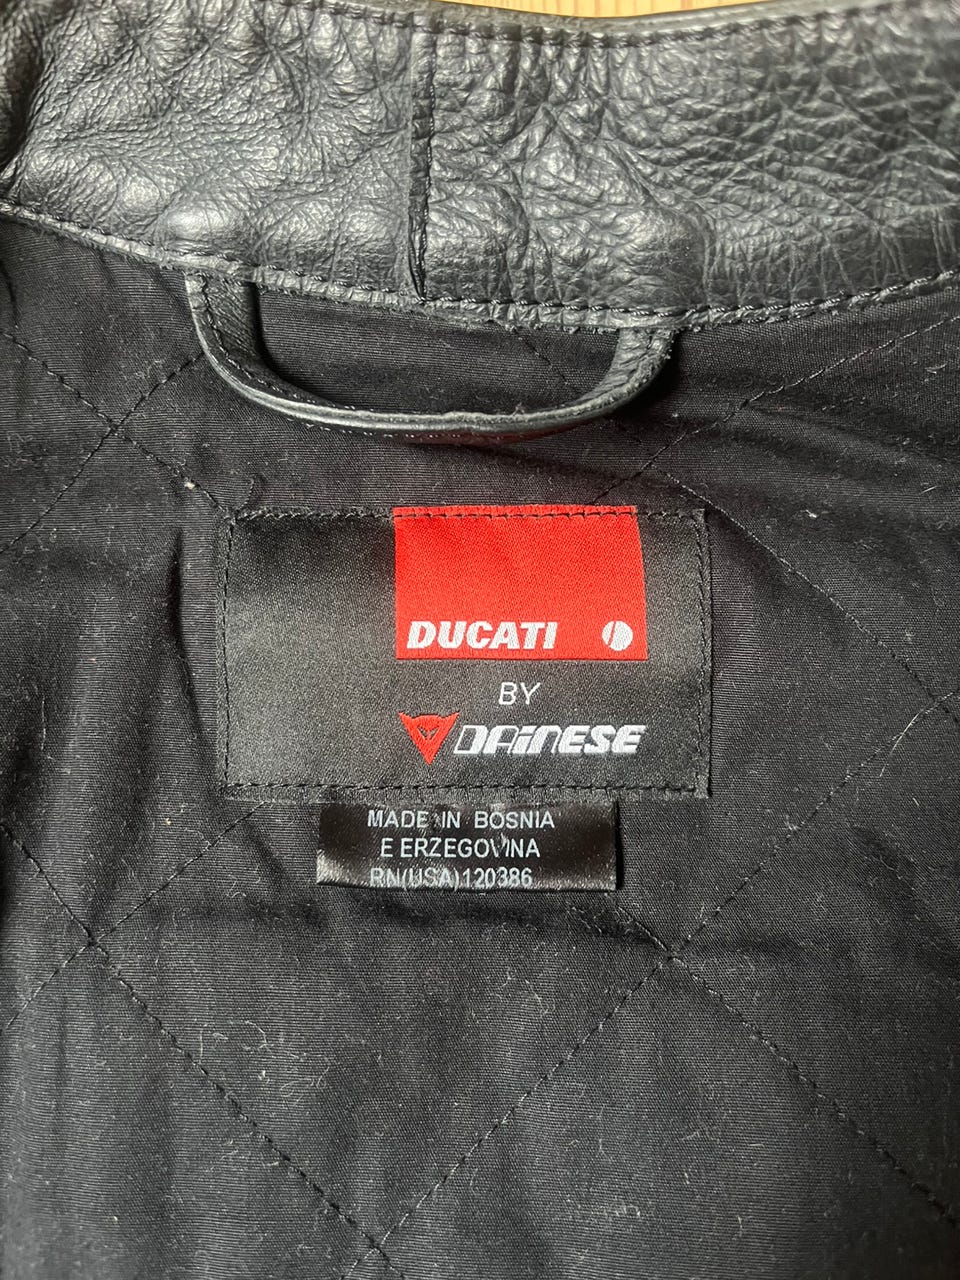 DUCATI
BY
DAINESE
MADE IN BOSNIA
E ERZEGOVINA
RN(USA)120386